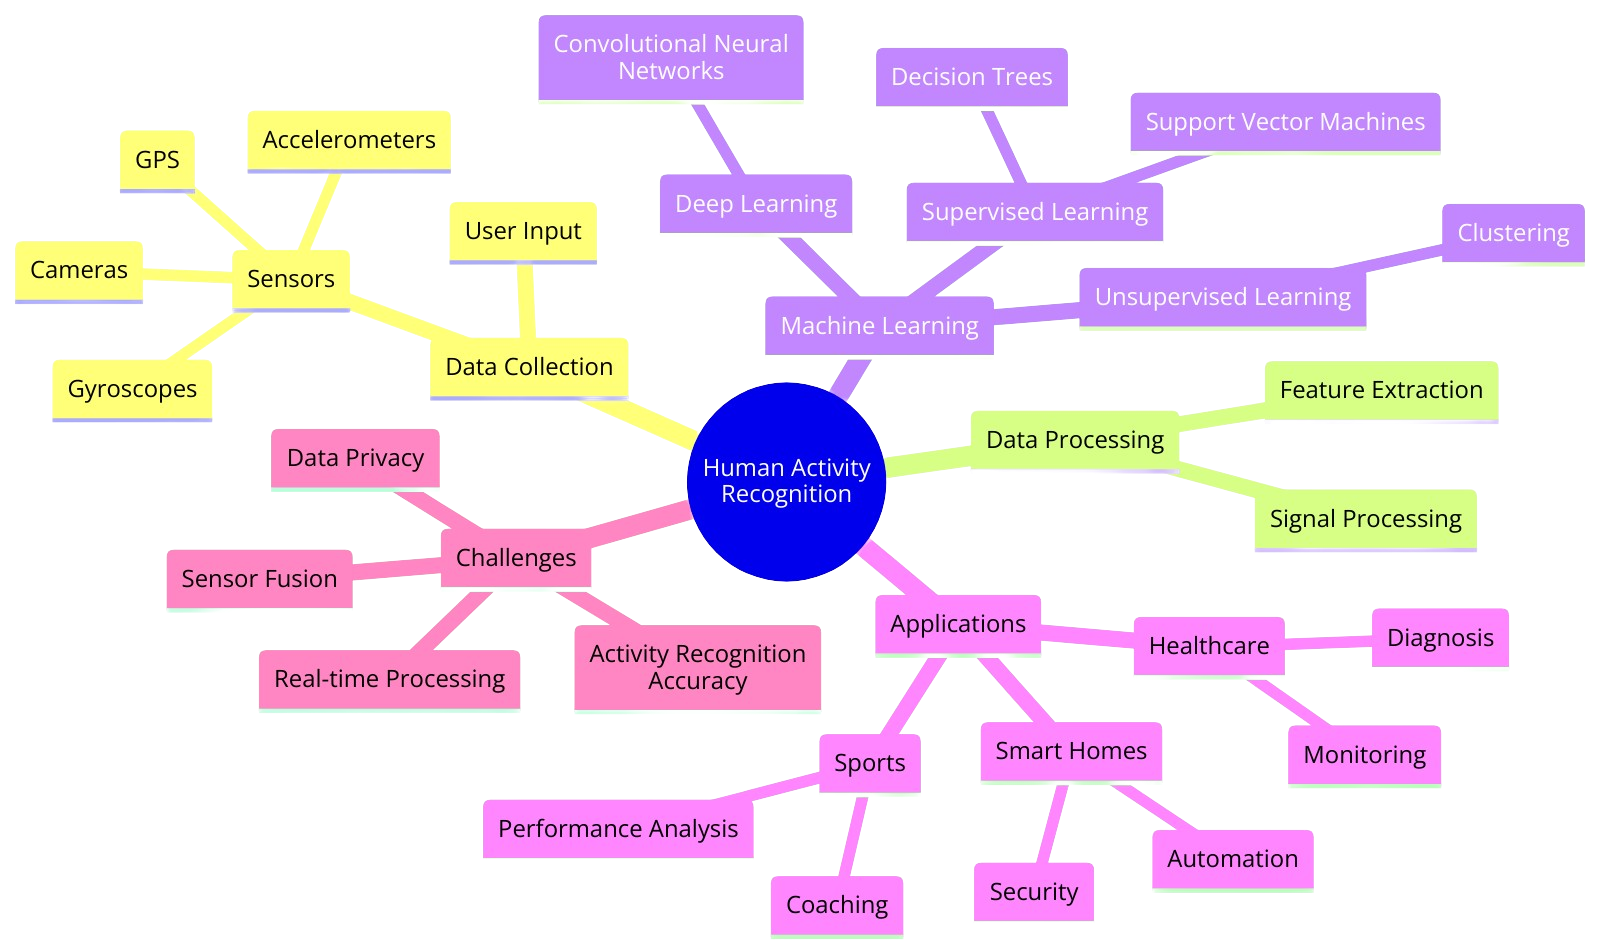 Human Activity
Recognition
Data Collection
Sensors
Accelerometers
GPS
Cameras
Gyroscopes
User Input
Machine Learning
Deep Learning
Convolutional Neural
Networks
Supervised Learning
Decision Trees
Support Vector Machines
Unsupervised Learning
Clustering
Data Processing
Feature Extraction
Signal Processing
Applications
Healthcare
Diagnosis
Monitoring
Smart Homes
Automation
Security
Sports
Performance Analysis
Coaching
Challenges
Data Privacy
Sensor Fusion
Real-time Processing
Activity Recognition
Accuracy